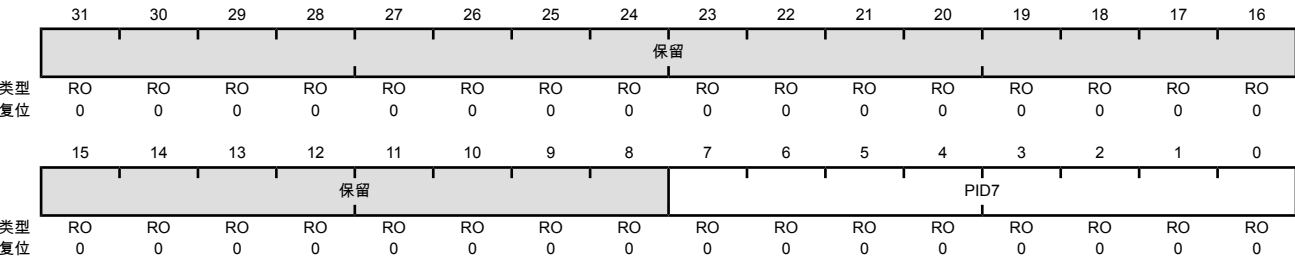 31 30 29 28 27 26 25 24 23 22 21 20 19 18 17 16
保留
类型 RO RO RO RO RO RO RO RO RO RO RO RO RO RO RO RO
复位 0 0 0 0 0 0 0 0 0 0 0 0 0 0 0 0
15 14 13 12 11 10 9 8 7 6 5 4 3 2 1 0
保留 PID7
类型 RO RO RO RO RO RO RO RO RO RO RO RO RO RO RO RO
复位 0 0 0 0 0 0 0 0 0 0 0 0 0 0 0 0